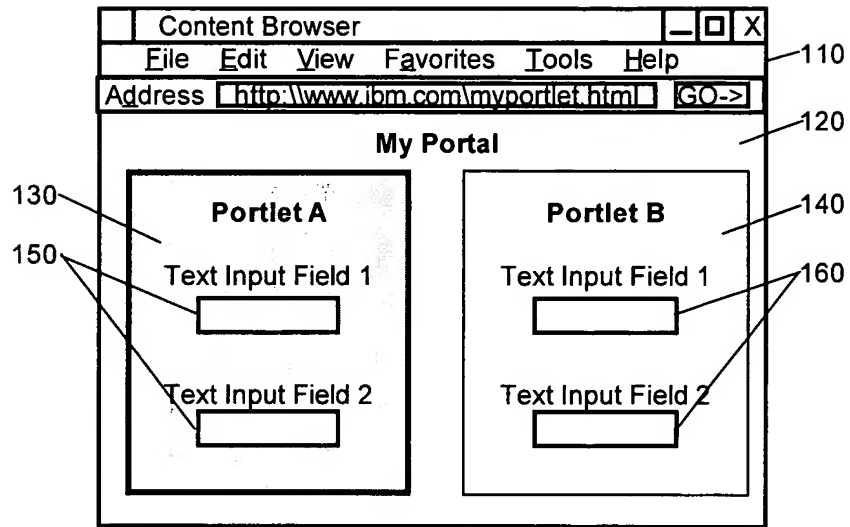 Content Browser _ X
File Edit View Favorites Tools Help
110
Address http:\\www.ibm.com\myportlet.html GO->
120
My Portal
130
Portlet A
Portlet B
140
150
Text Input Field 1
Text Input Field 1
160
Text Input Field 2
Text Input Field 2